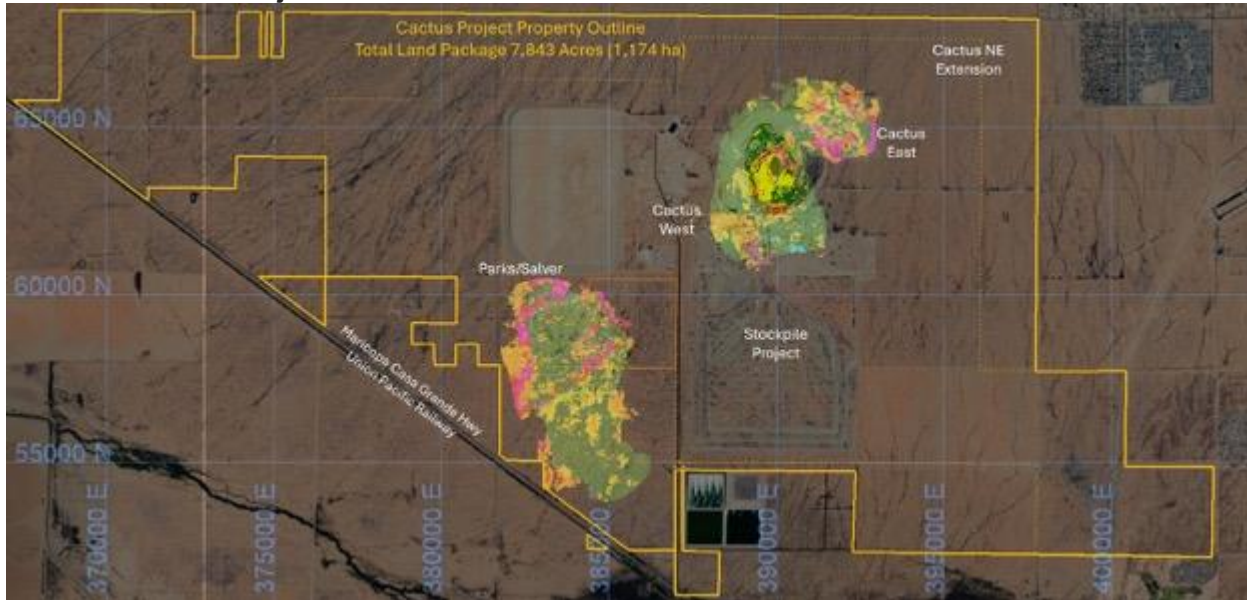 Cactus Project Property Outline
Total Land Package 7,843 Acres (1,174 ha)
Cactus NE
Extension
65000 N
Cactus
East
Cactus
West
Parks/Salyer
60000 N
Maricopa Casa Grande Hwy
Union Pacific Railway
Stockpile
Project
55000 N
370000 E
375000 E
380000 E
385000
390000 E
395000 E
400000 E